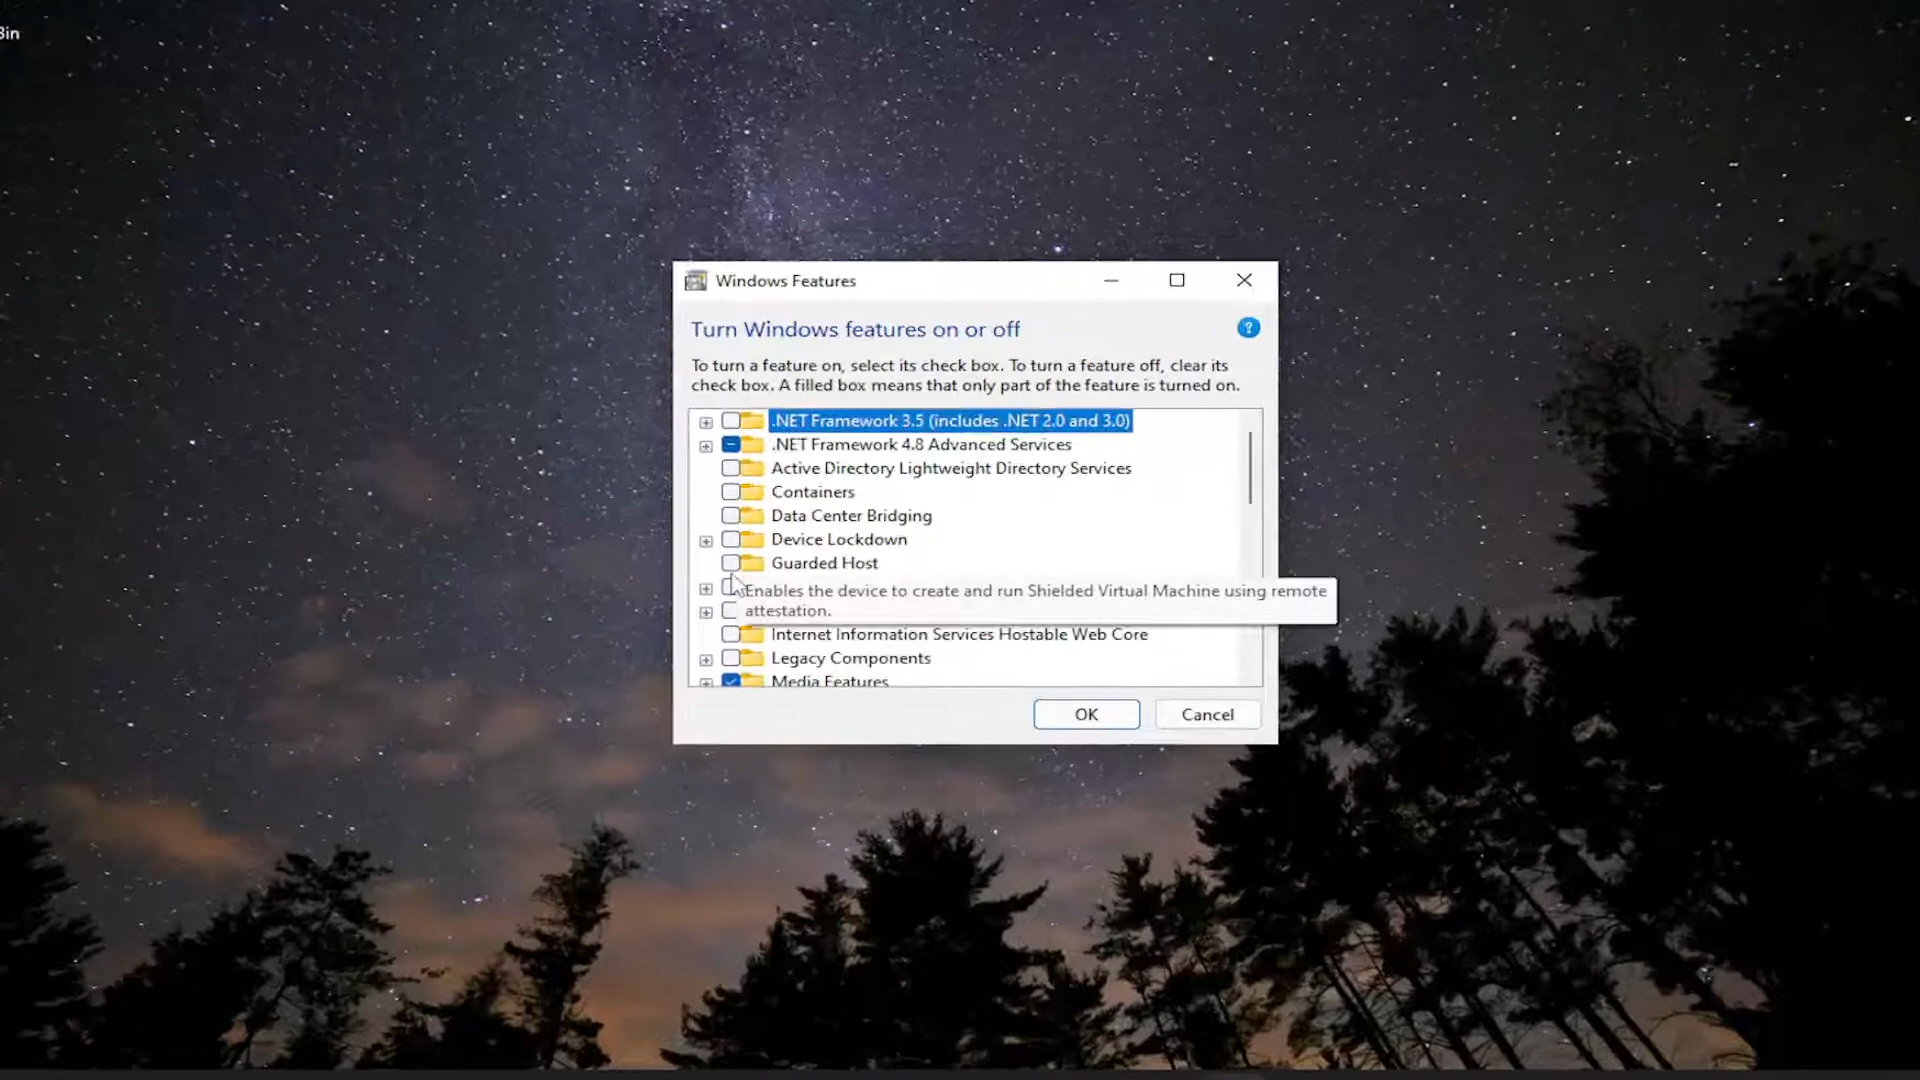 Bin
Windows Features
Turn Windows features on or off
To turn a feature on, select its check box. To turn a feature off, clear its
check box. A filled box means that only part of the feature is turned on.
.NET Framework 3.5 (includes .NET 2.0 and 3.0)
.NET Framework 4.8 Advanced Services
Active Directory Lightweight Directory Services
Containers
Data Center Bridging
Device Lockdown
Guarded Host
Enables the device to create and run Shielded Virtual Machine using remote
attestation.
Internet Information Services Hostable Web Core
Legacy Components
Media Features
OK
Cancel